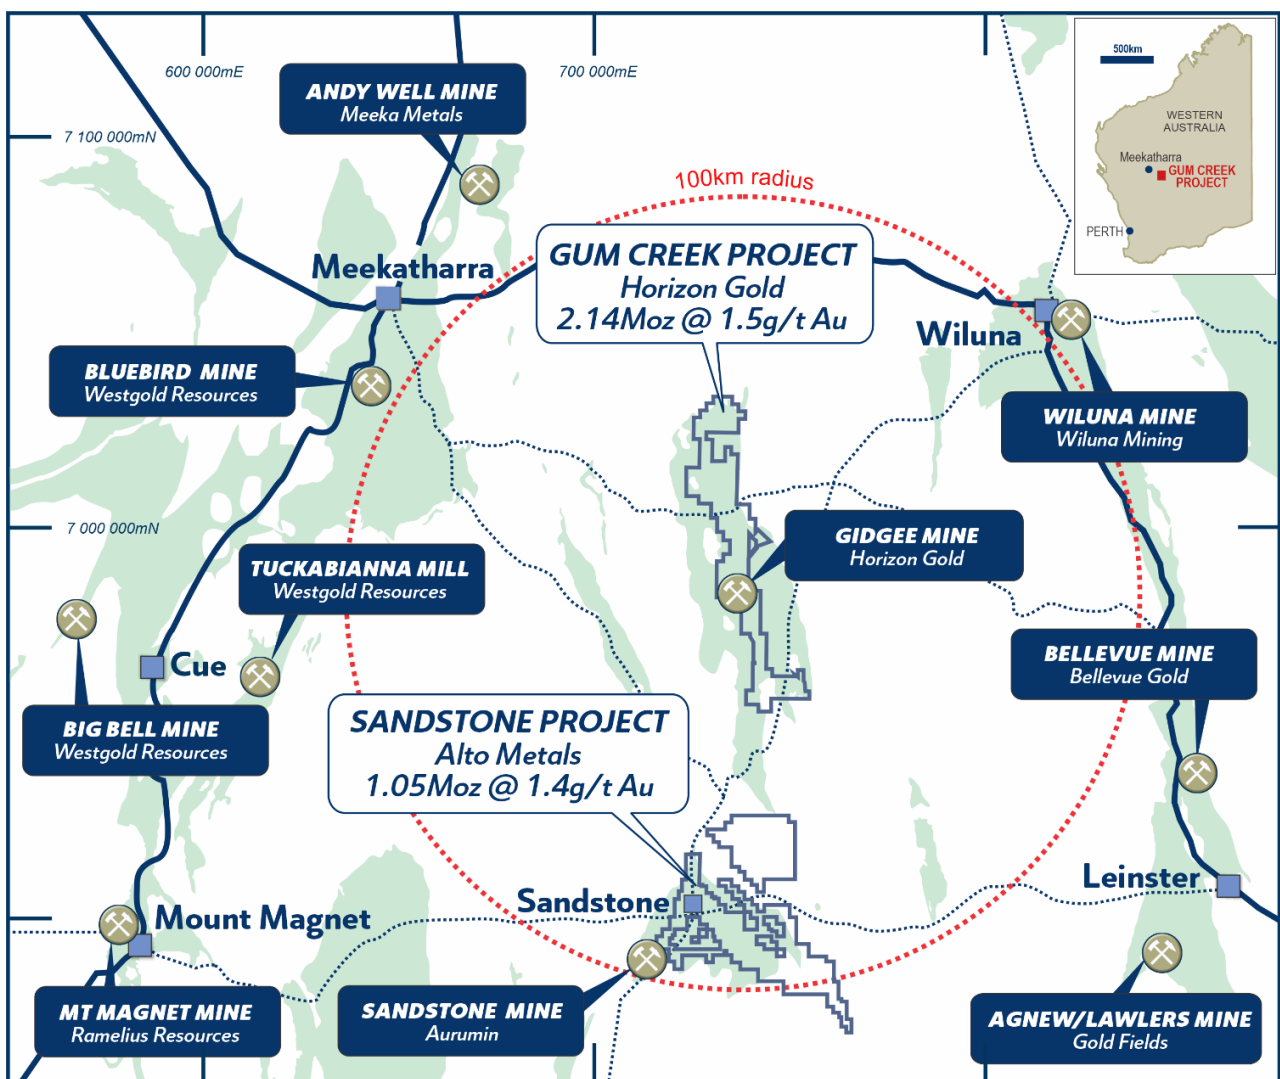 600 000mE
700 000mE
500km
ANDY WELL MINE
Meeka Metals
7 100 000mN
WESTERN
AUSTRALIA
Meekatharra
GUM CREEK
PROJECT
PERTH
100km radius
GUM CREEK PROJECT
Horizon Gold
2.14Moz @ 1.5g/t Au
Meekatharra
Wiluna
BLUEBIRD MINE
Westgold Resources
WILUNA MINE
Wiluna Mining
7 000 000mN
GIDGEE MINE
Horizon Gold
TUCKABIANNA MILL
Westgold Resources
Cue
BELLEVUE MINE
Bellevue Gold
BIG BELL MINE
Westgold Resources
SANDSTONE PROJECT
Alto Metals
1.05Moz @ 1.4g/t Au
Leinster
Sandstone
Mount Magnet
MT MAGNET MINE
Ramelius Resources
SANDSTONE MINE
Aurumin
AGNEW/LAWLERS MINE
Gold Fields